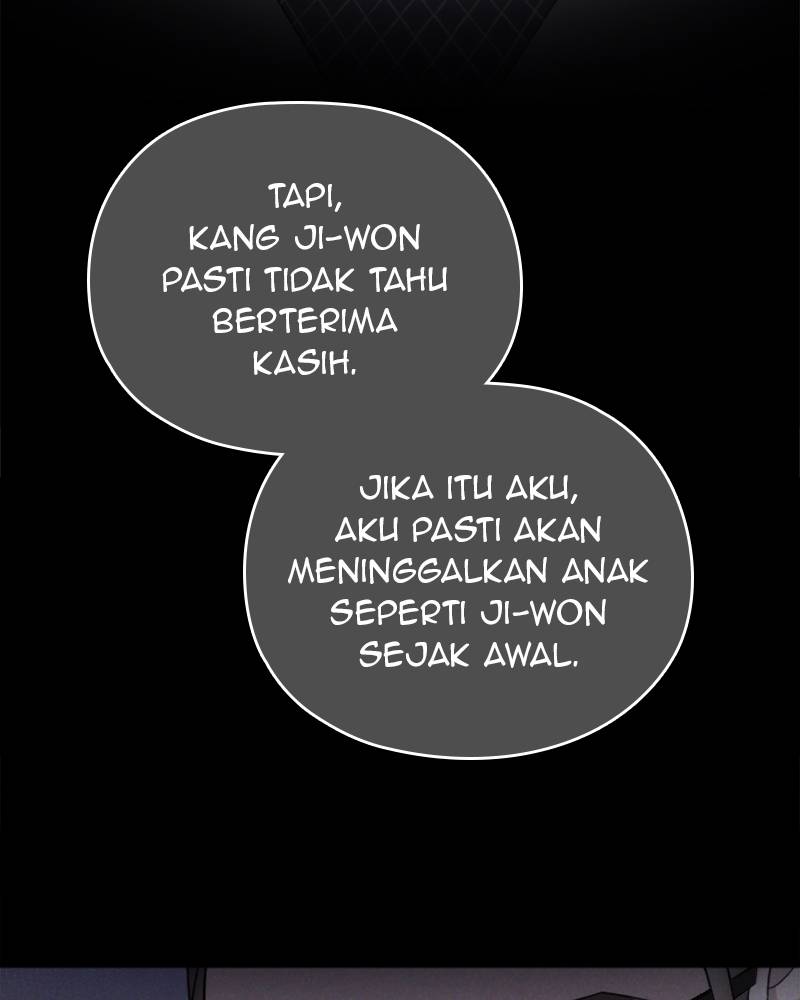 TAPI,
KANG JI-WON
PASTI TIDAK TAHU
BERTERIMA
KASIH.
JIKA ITU AKU,
AKU PASTI AKAN
MENINGGALKAN ANAK
SEPERTI JI-WON
SEJAK AWAL.